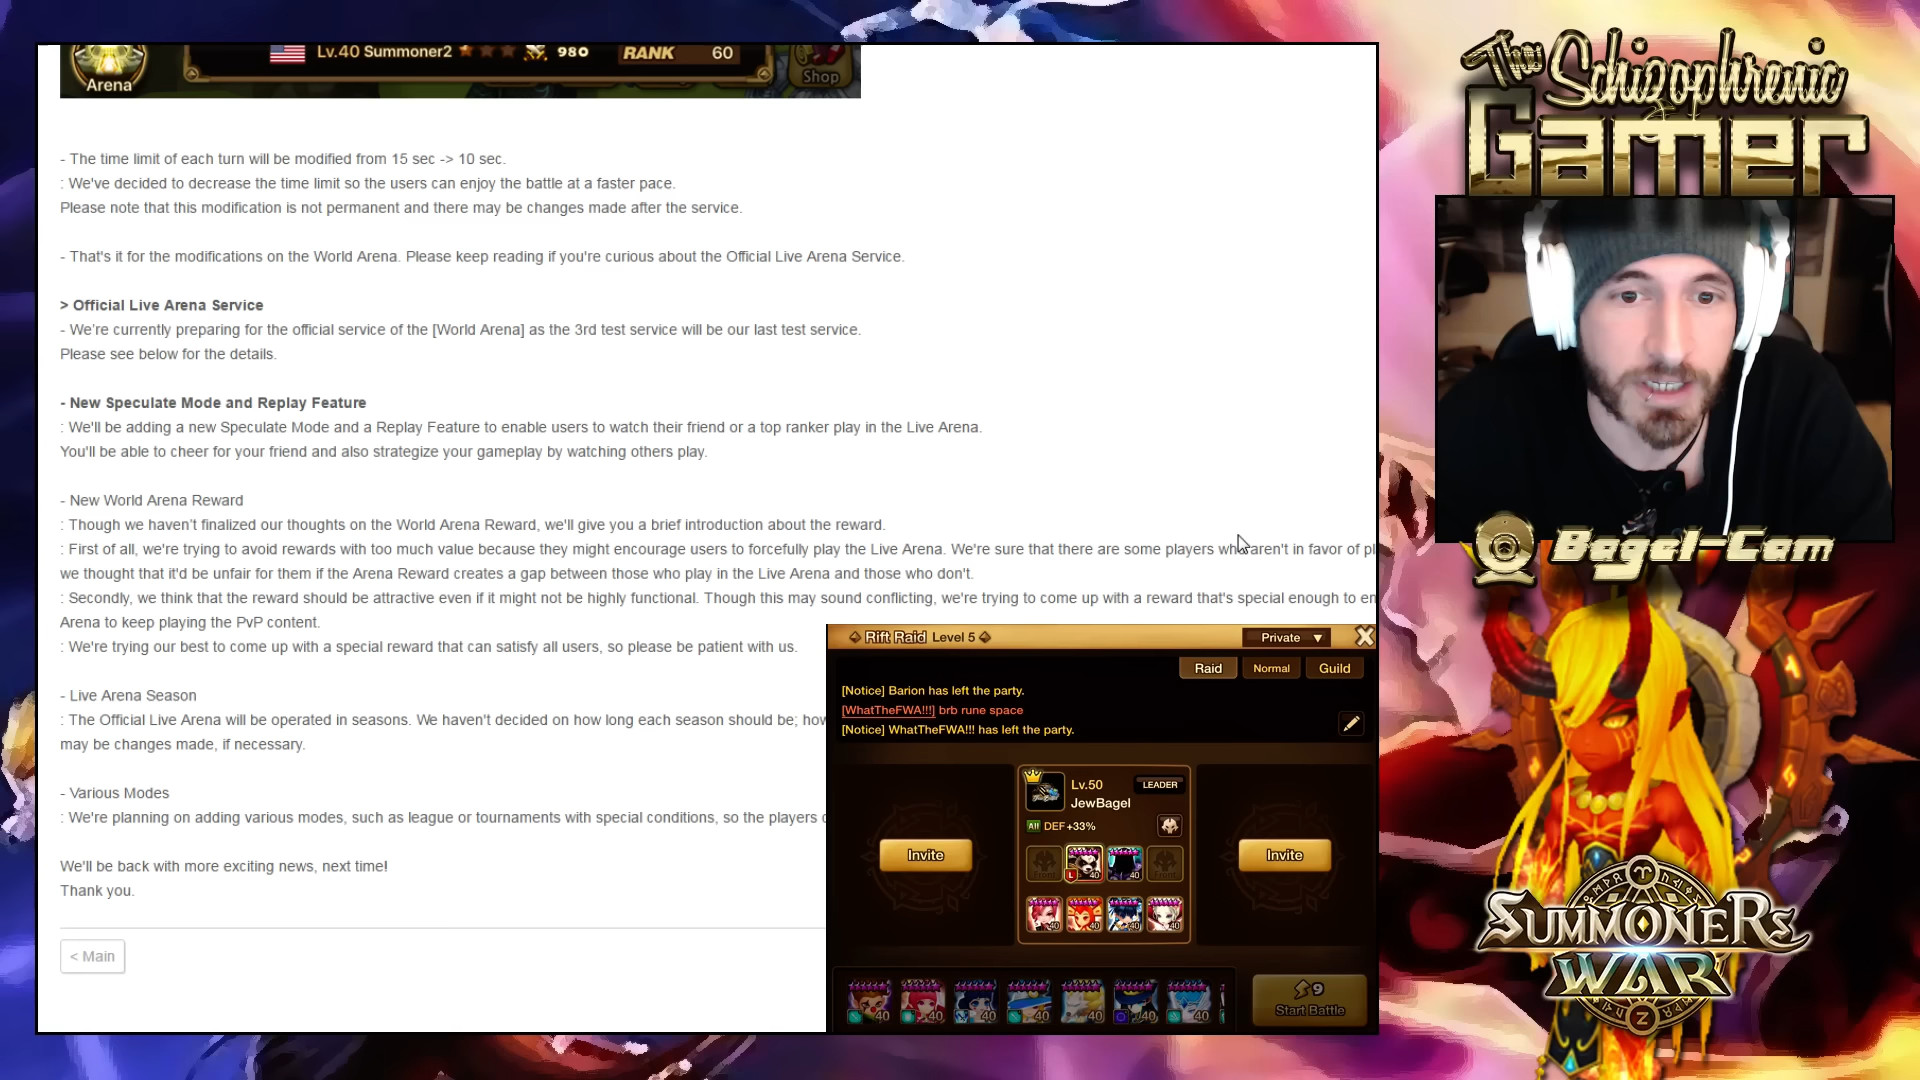 Arena
Lv.40 Summoner2
980
RANK 60
Shop
- The time limit of each turn will be modified from 15 sec -> 10 sec.
: We've decided to decrease the time limit so the users can enjoy the battle at a faster pace.
Please note that this modification is not permanent and there may be changes made after the service.
- That's it for the modifications on the World Arena. Please keep reading if you're curious about the Official Live Arena Service.
> Official Live Arena Service
- We're currently preparing for the official service of the [World Arena] as the 3rd test service will be our last test service.
Please see below for the details.
- New Speculate Mode and Replay Feature
: We'll be adding a new Speculate Mode and a Replay Feature to enable users to watch their friend or a top ranker play in the Live Arena.
You'll be able to cheer for your friend and also strategize your gameplay by watching others play.
- New World Arena Reward
: Though we haven't finalized our thoughts on the World Arena Reward, we'll give you a brief introduction about the reward.
: First of all, we're trying to avoid rewards with too much value because they might encourage users to forcefully play the Live Arena. We're sure that there are some players who aren't in favor of pl
we thought that it'd be unfair for them if the Arena Reward creates a gap between those who play in the Live Arena and those who don't.
: Secondly, we think that the reward should be attractive even if it might not be highly functional. Though this may sound conflicting, we're trying to come up with a reward that's special enough to en
Arena to keep playing the PvP content.
: We're trying our best to come up with a special reward that can satisfy all users, so please be patient with us.
- Live Arena Season
: The Official Live Arena will be operated in seasons. We haven't decided on how long each season should be; how
may be changes made, if necessary.
- Various Modes
: We're planning on adding various modes, such as league or tournaments with special conditions, so the players c
We'll be back with more exciting news, next time!
Thank you.
< Main
Rift Raid Level 5
Private ▼
Raid Normal Guild
[Notice] Barion has left the party.
[WhatTheFWA!!!] brb rune space
[Notice] WhatTheFWA!!! has left the party.
Lv.50
LEADER
JewBagel
All DEF +33%
Invite
Invite
Front L 40 40 Front
40 40 40 40
40 40 40 40 40 40 40
9
Start Battle
The Schizophrenic
Gamer
Bagel-Cam
SUMMONERS
WAR